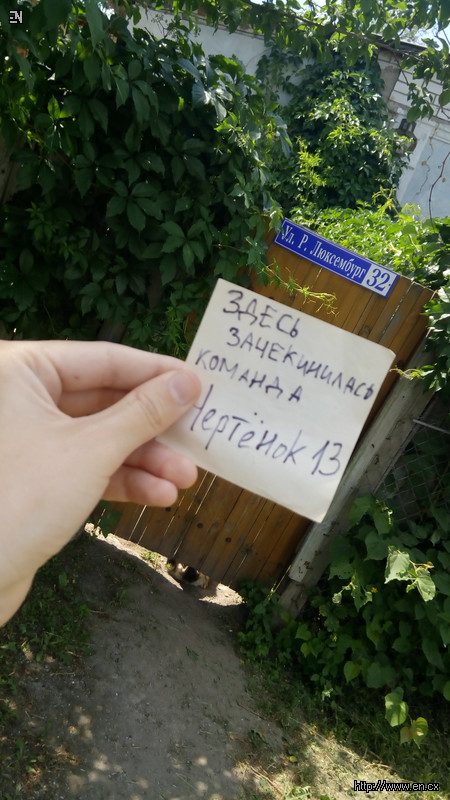 EN
Ул. Р. Люксембург 32
ЗДЕСЬ
ЗАЧЕКИНИЛАСЬ
КОМАНДА
Чертёнок 13
http://www.en.cx